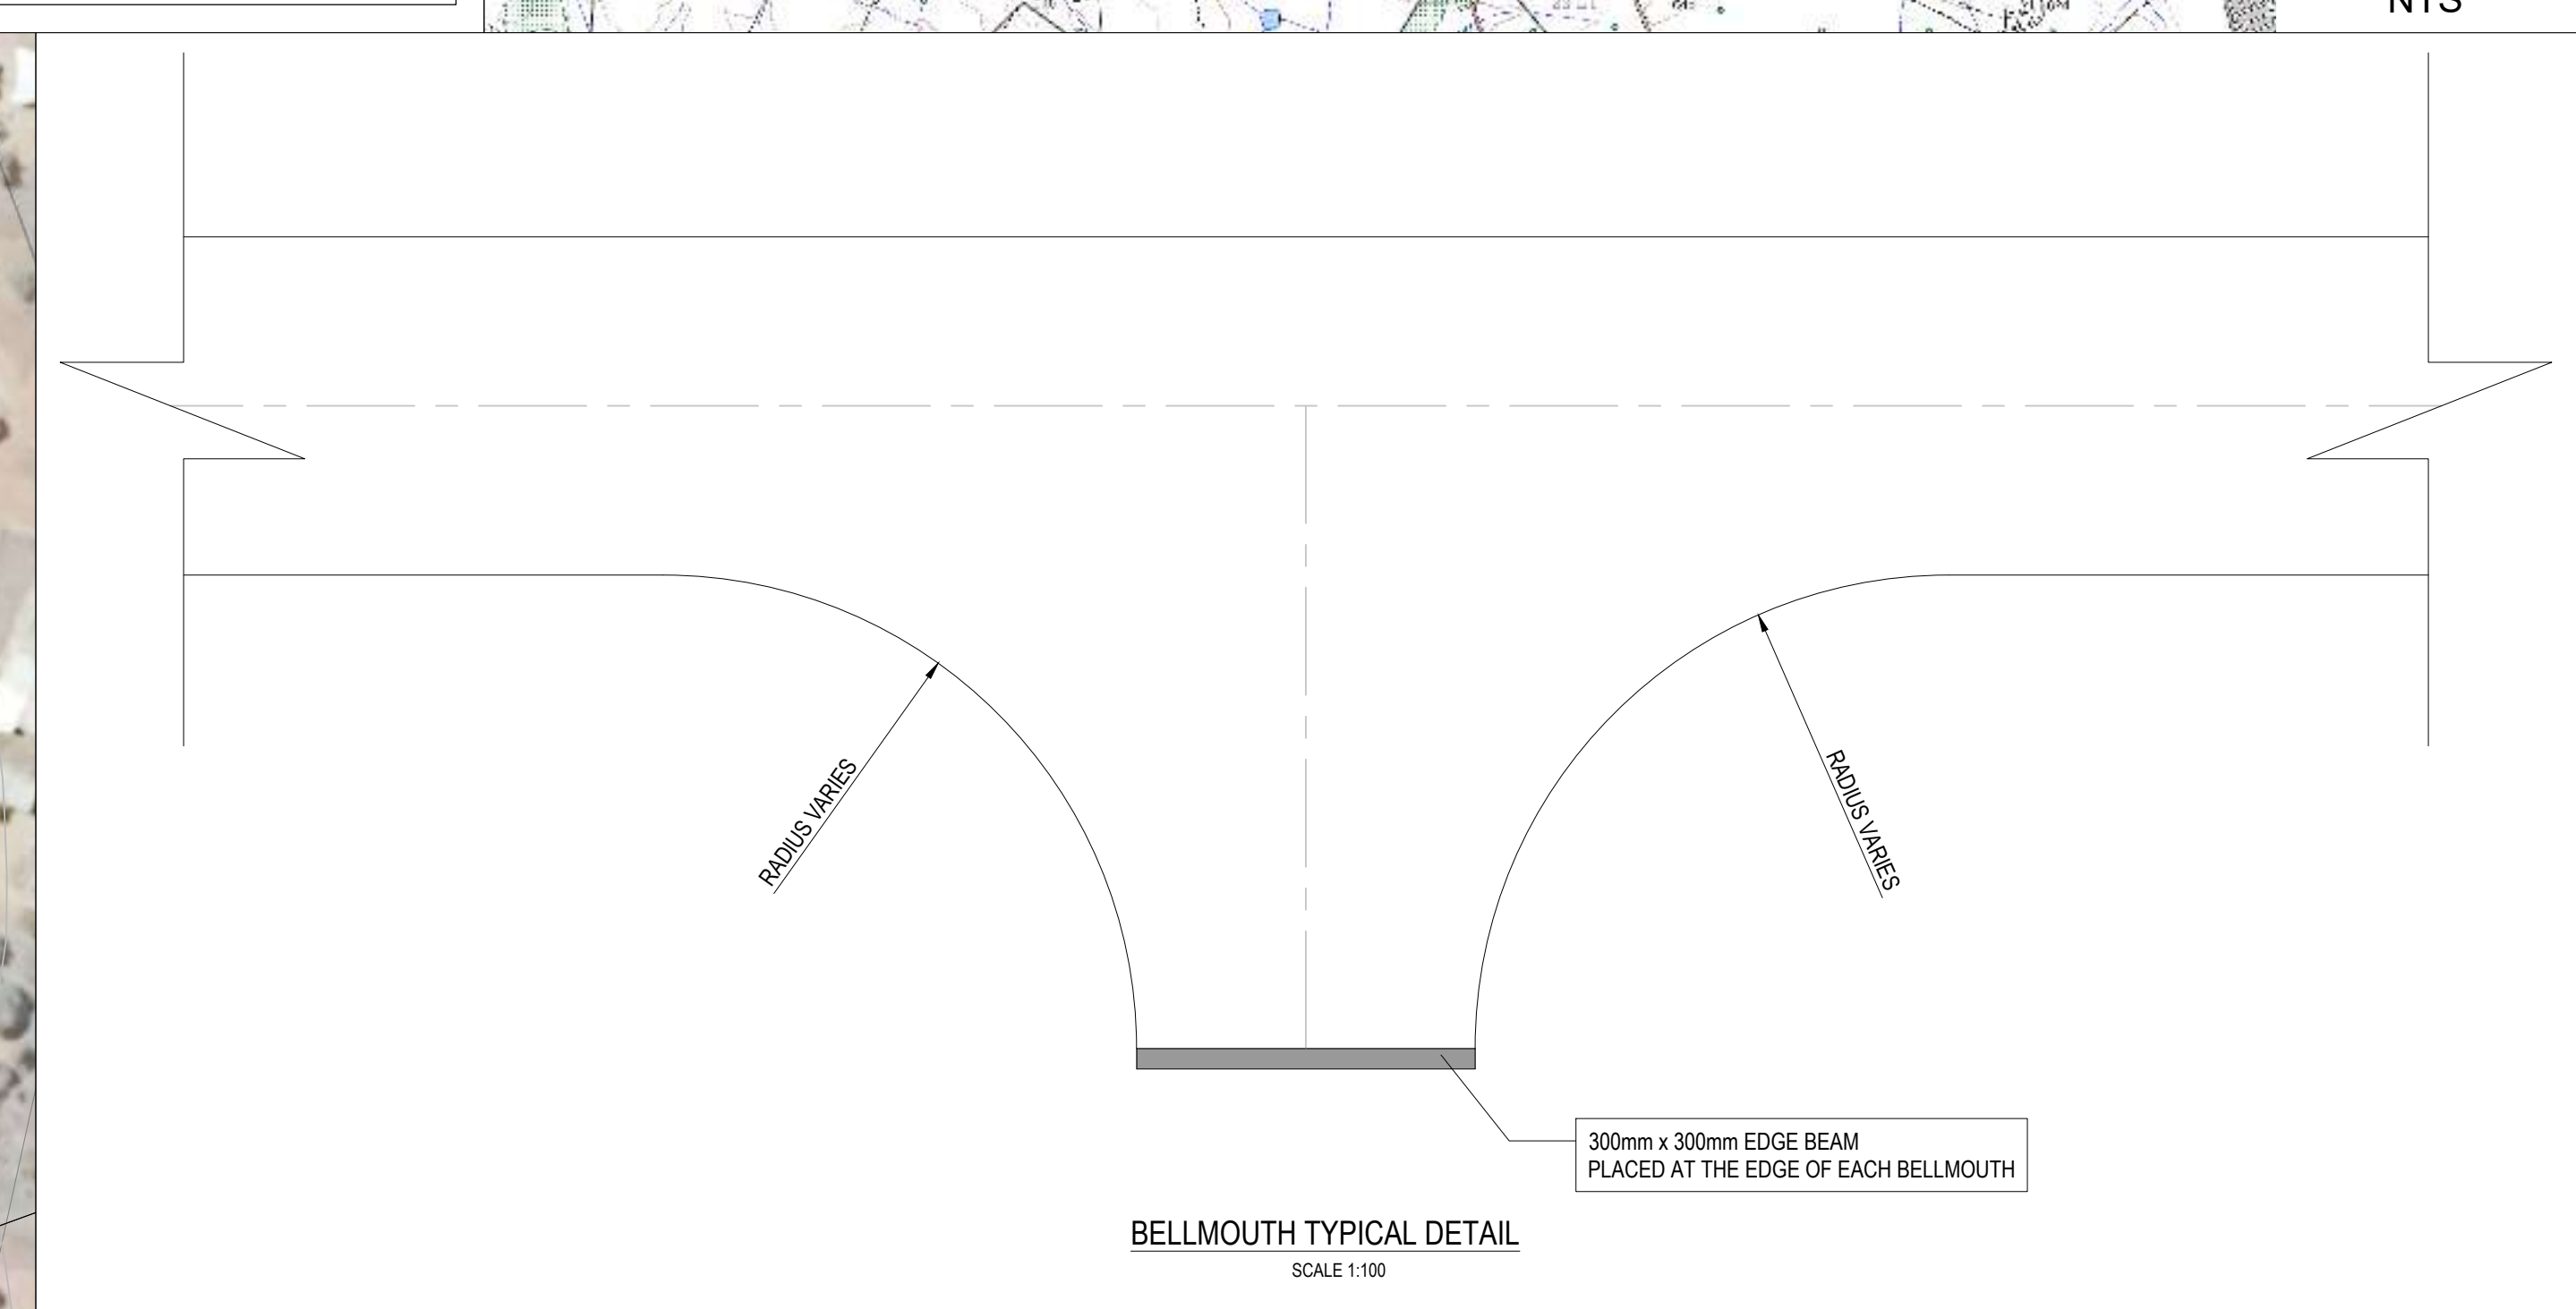 NTS
RADIUS VARIES
RADIUS VARIES
300mm x 300mm EDGE BEAM
PLACED AT THE EDGE OF EACH BELLMOUTH
BELLMOUTH TYPICAL DETAIL
SCALE 1:100